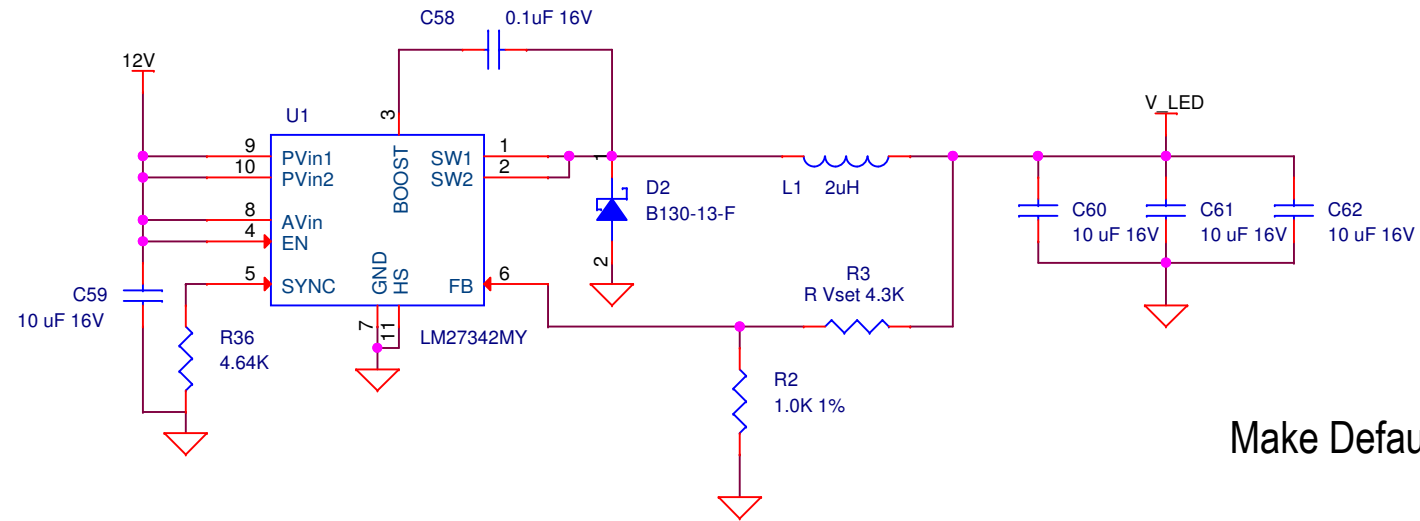 C58 0.1uF 16V
12V
V_LED
U1
3
9 PVin1
10 PVin2
8 AVin
4 EN
5 SYNC
BOOST
SW1 1
SW2 2
GND
HS
FB 6
7
11
LM27342MY
1
D2
B130-13-F
2
L1 2uH
C60
10 uF 16V
C61
10 uF 16V
C62
10 uF 16V
C59
10 uF 16V
R36
4.64K
R3
R Vset 4.3K
R2
1.0K 1%